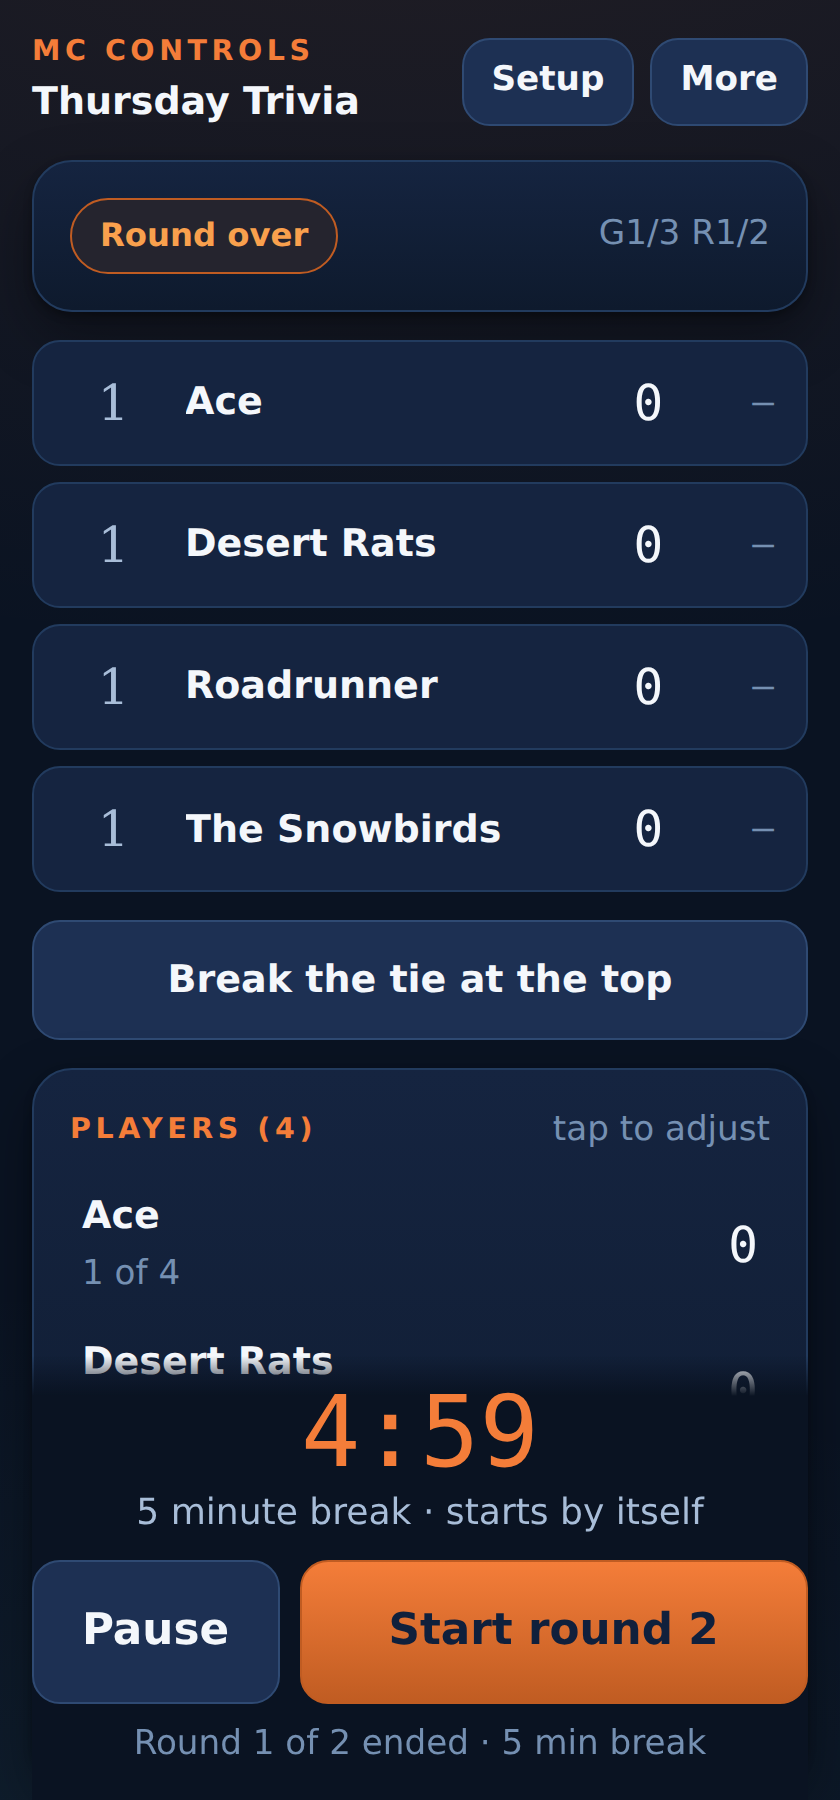 MC CONTROLS
Thursday Trivia
Setup
More
Round over
G1/3 R1/2
1 Ace 0 –
1 Desert Rats 0 –
1 Roadrunner 0 –
1 The Snowbirds 0 –
Break the tie at the top
PLAYERS (4)
tap to adjust
Ace
1 of 4
0
Desert Rats
0
4:59
5 minute break · starts by itself
Pause
Start round 2
Round 1 of 2 ended · 5 min break